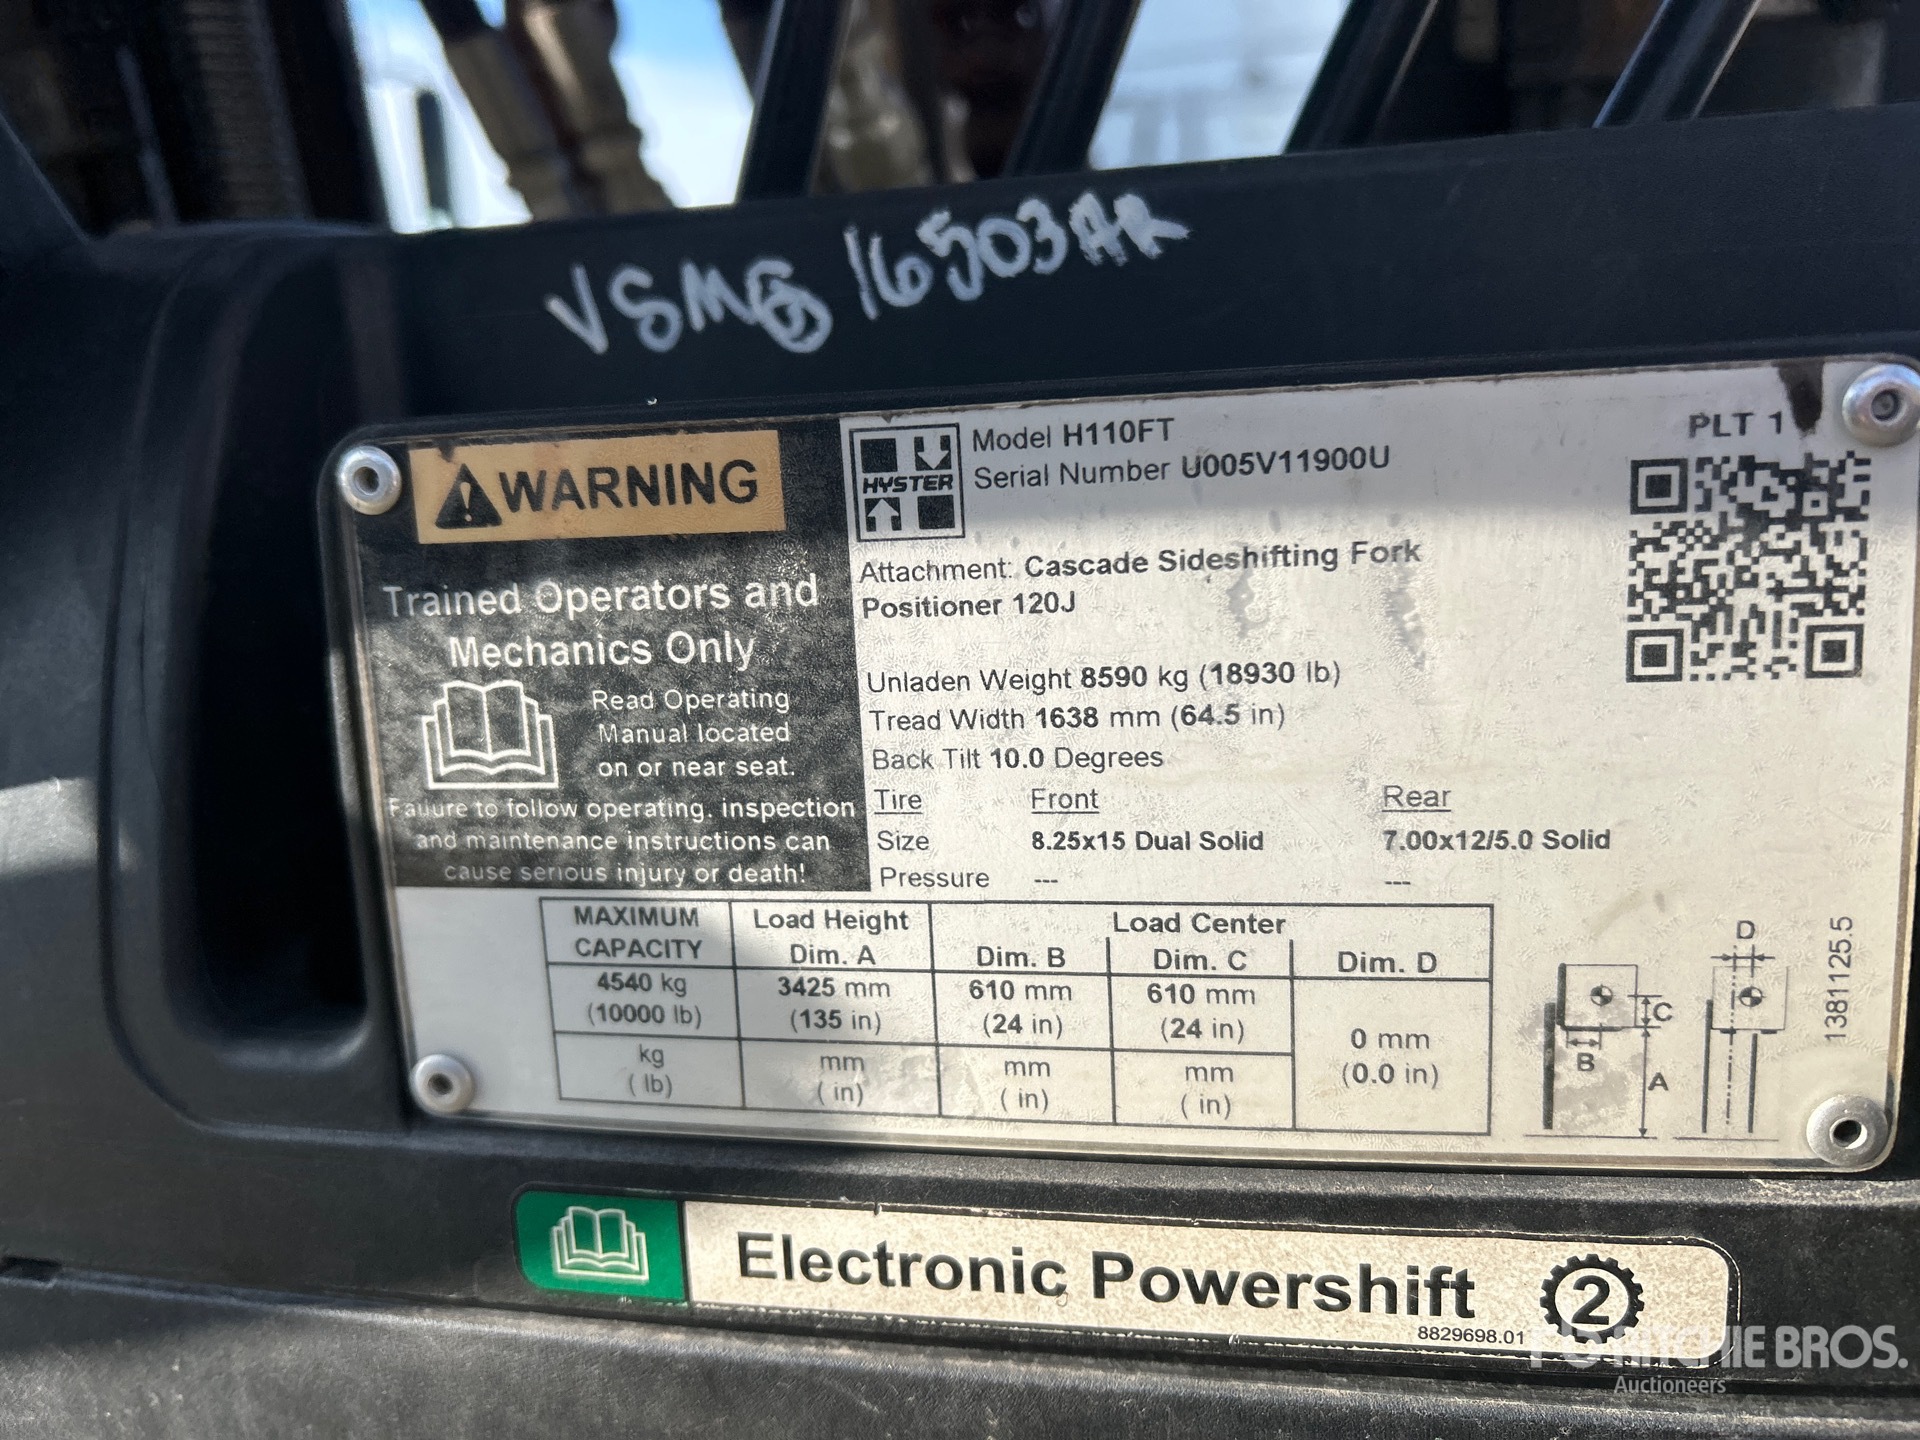 VSMG 16503AR
WARNING
Trained Operators and
Mechanics Only
Read Operating
Manual located
on or near seat.
Failure to follow operating, inspection
and maintenance instructions can
cause serious injury or death!
HYSTER
Model H110FT
Serial Number U005V11900U
PLT 1
Attachment: Cascade Sideshifting Fork
Positioner 120J
Unladen Weight 8590 kg (18930 lb)
Tread Width 1638 mm (64.5 in)
Back Tilt 10.0 Degrees
Tire Front Rear
Size 8.25x15 Dual Solid 7.00x12/5.0 Solid
Pressure --- ---
MAXIMUM CAPACITY Load Height Dim. A Load Center
Dim. B Dim. C Dim. D
4540 kg 3425 mm 610 mm 610 mm
(10000 lb) (135 in) (24 in) (24 in)
0 mm
(0.0 in)
kg mm mm mm
( lb) ( in) ( in) ( in)
D
C
B
A
1381125.5
Electronic Powershift 2
8829698.01
RITCHIE BROS.
Auctioneers